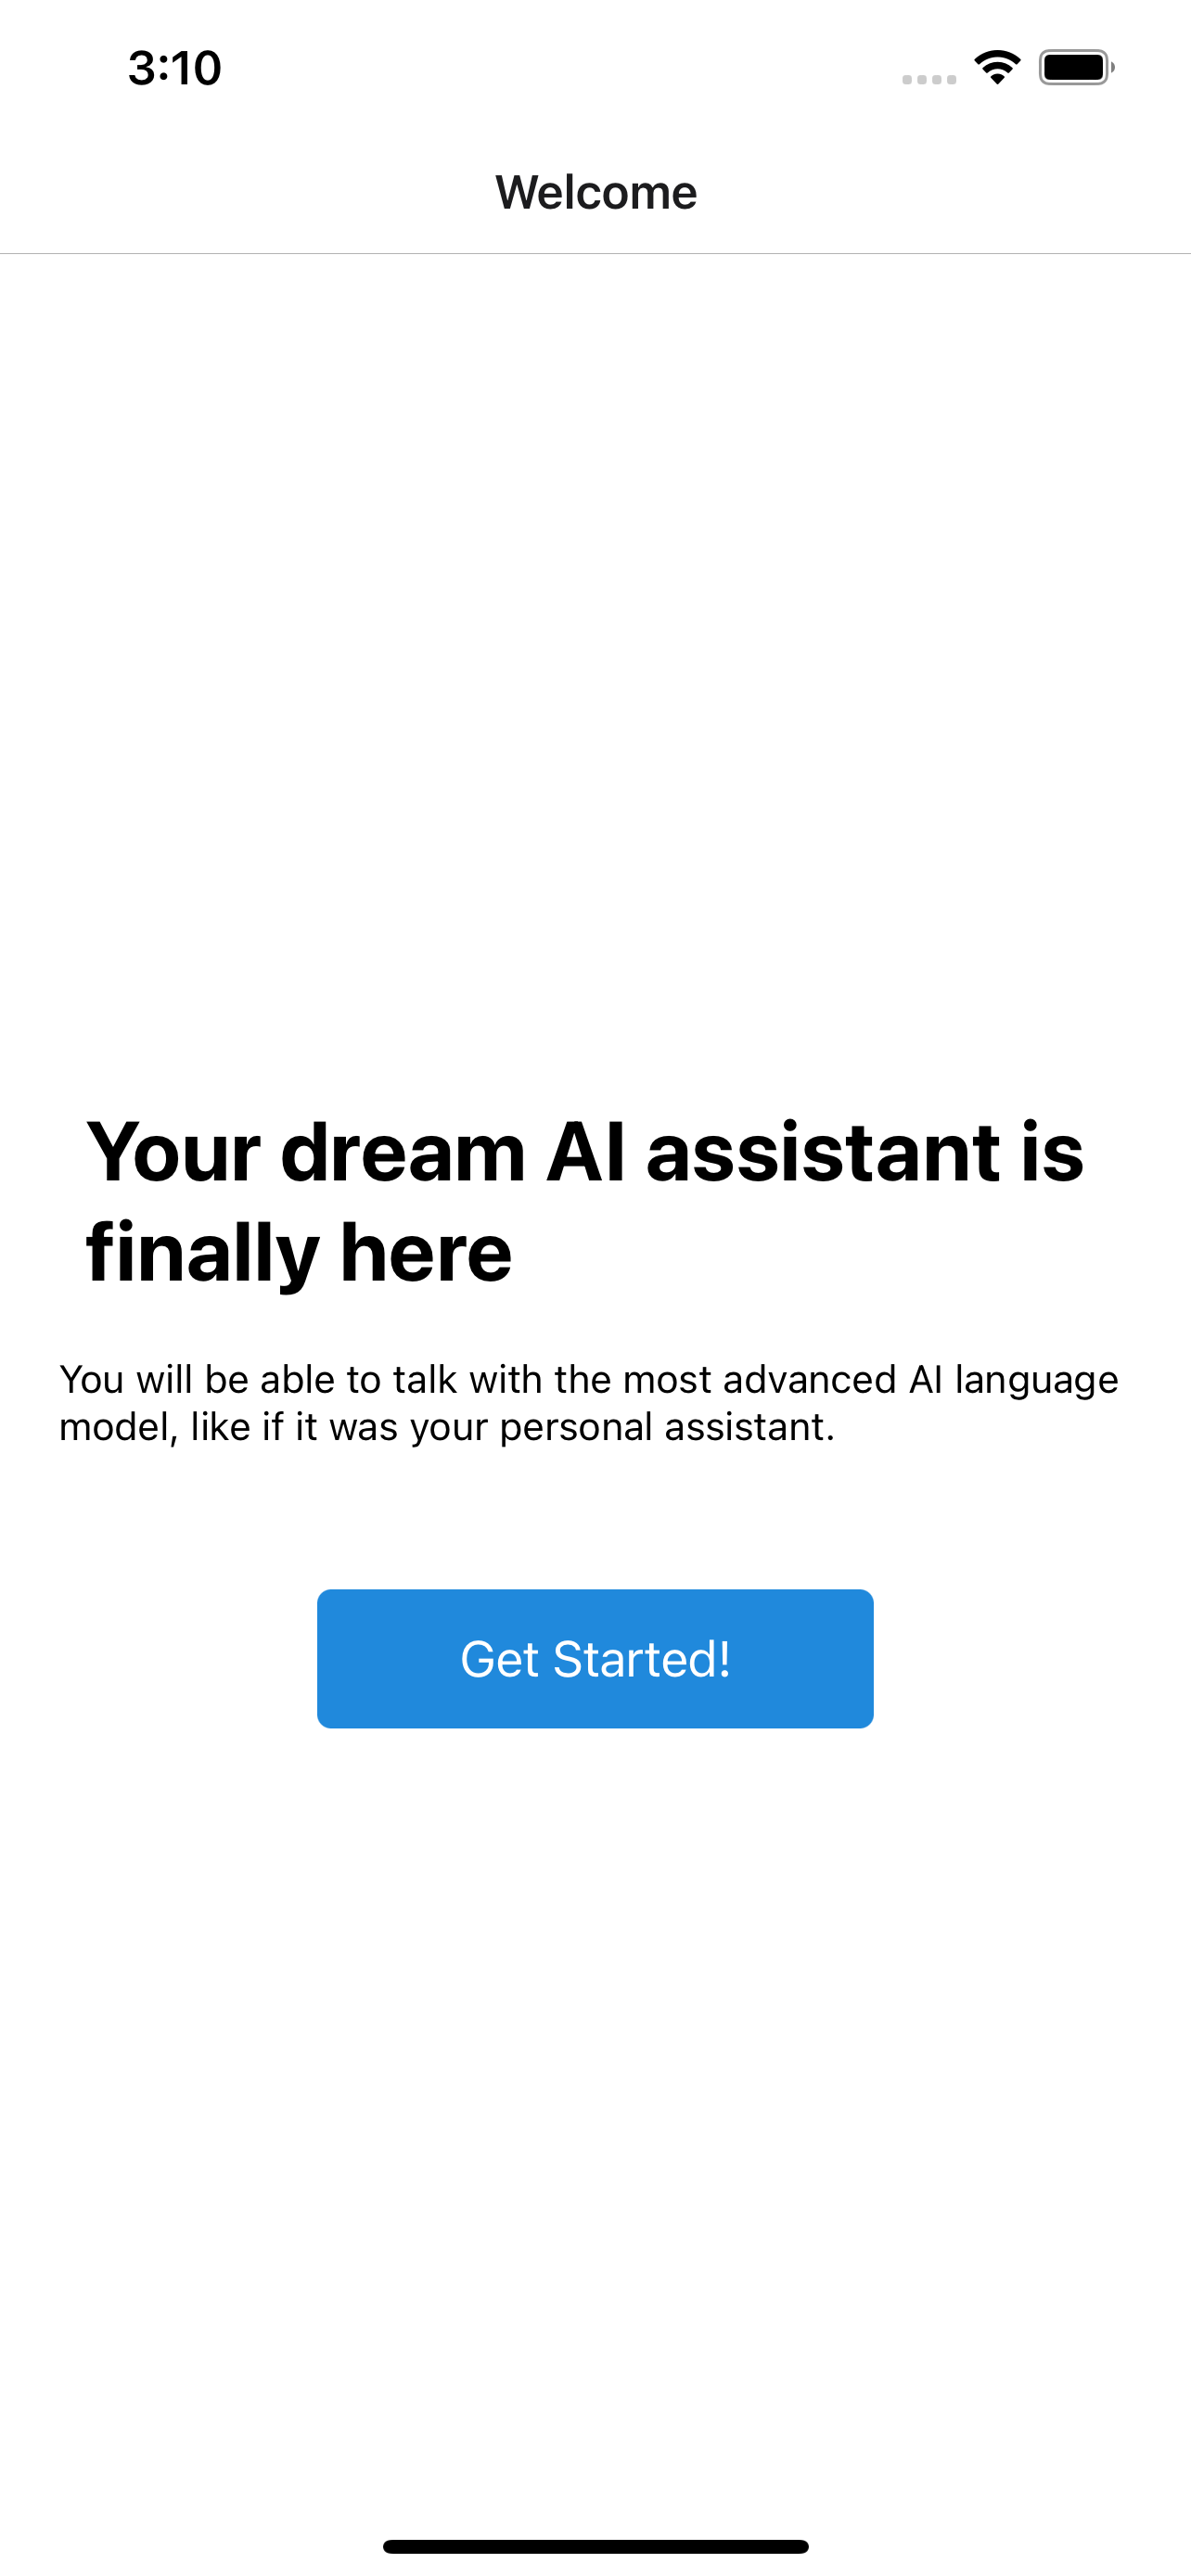 3:10
Welcome
Your dream AI assistant is
finally here
You will be able to talk with the most advanced AI language
model, like if it was your personal assistant.
Get Started!